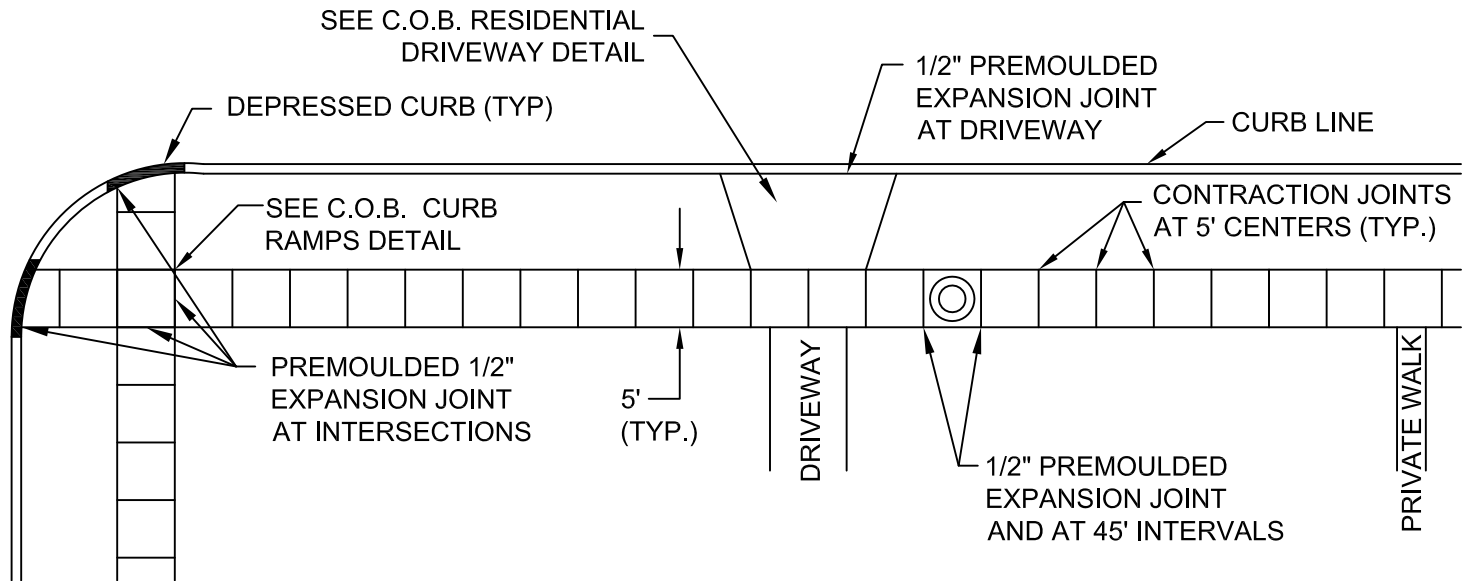 SEE C.O.B. RESIDENTIAL
DRIVEWAY DETAIL
1/2" PREMOULDED
EXPANSION JOINT
AT DRIVEWAY
DEPRESSED CURB (TYP)
CURB LINE
SEE C.O.B. CURB
RAMPS DETAIL
CONTRACTION JOINTS
AT 5' CENTERS (TYP.)
PREMOULDED 1/2"
EXPANSION JOINT
AT INTERSECTIONS
5'
(TYP.)
DRIVEWAY
1/2" PREMOULDED
EXPANSION JOINT
AND AT 45' INTERVALS
PRIVATE WALK